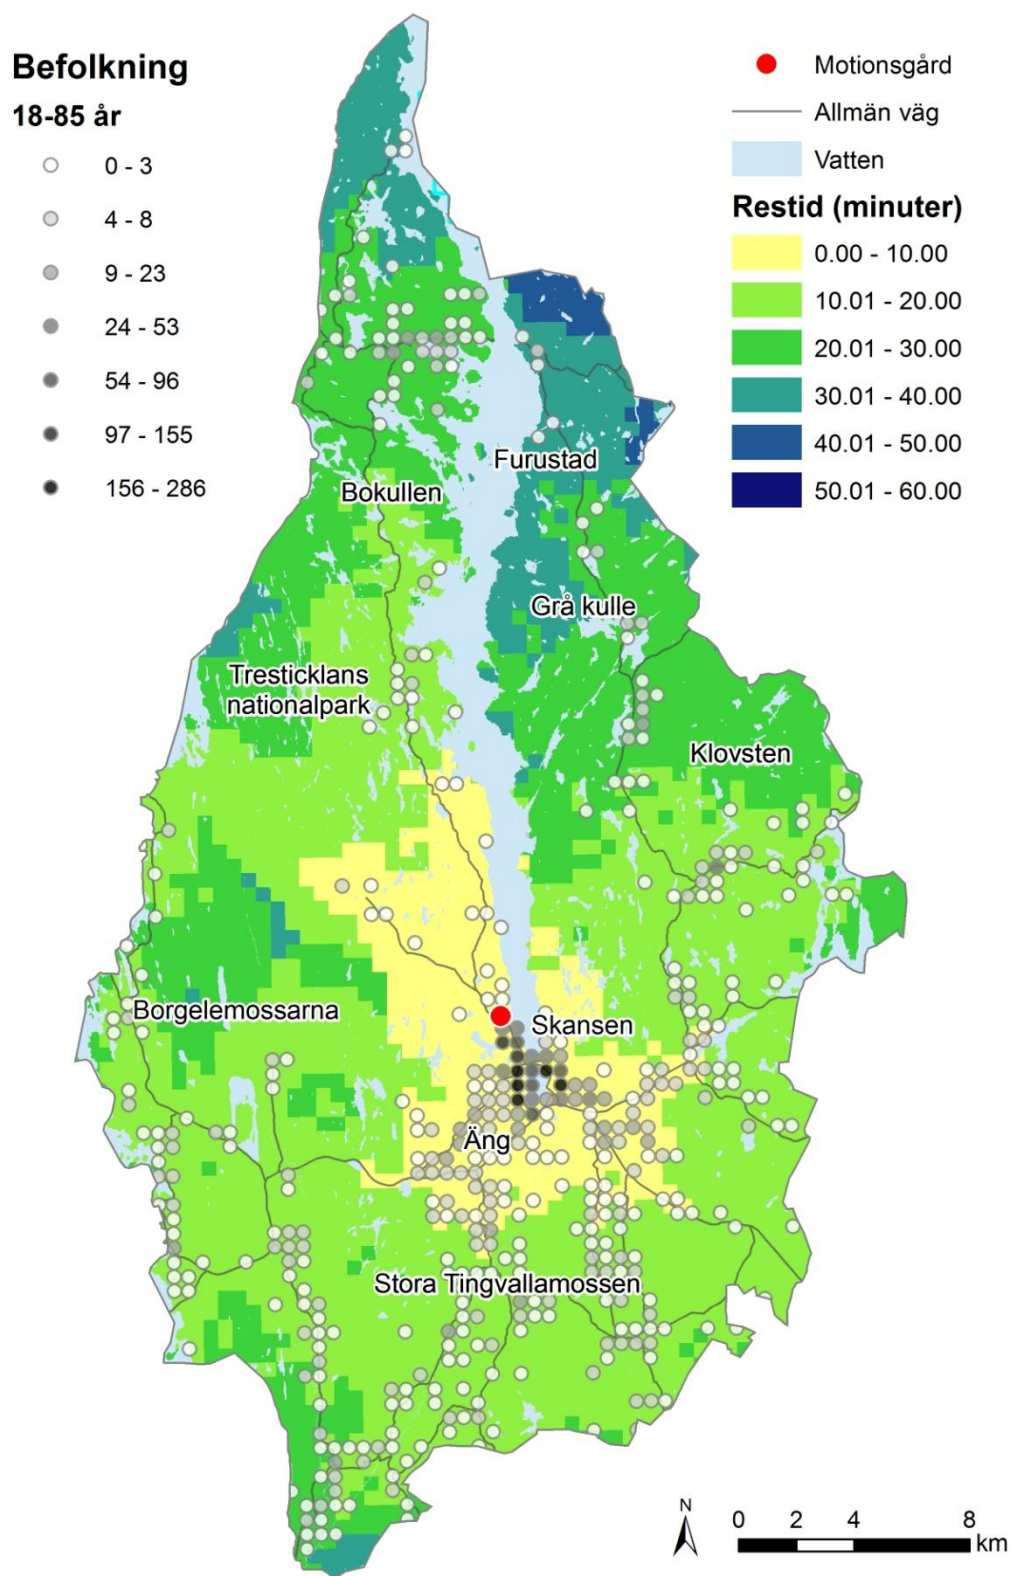 Befolkning
18-85 år
0 - 3
4 - 8
9 - 23
24 - 53
54 - 96
97 - 155
156 - 286
Motionsgård
Allmän väg
Vatten
Restid (minuter)
0.00 - 10.00
10.01 - 20.00
20.01 - 30.00
30.01 - 40.00
40.01 - 50.00
50.01 - 60.00
Furustad
Bokullen
Grå kulle
Tresticklans
nationalpark
Klovsten
Borgelemossarna
Skansen
Äng
Stora Tingvallamossen
N
0 2 4 8
km